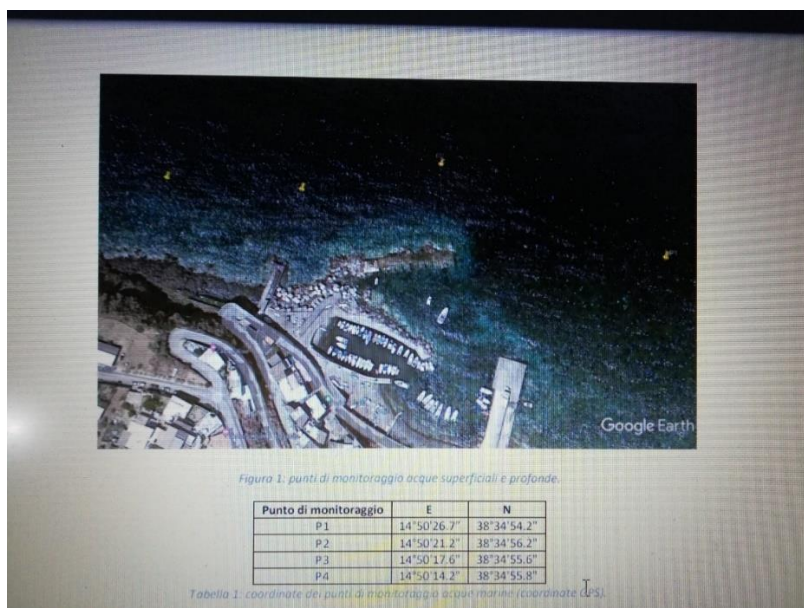 Google Earth
Figura 1: punti di monitoraggio acque superficiali e profonde.
Punto di monitoraggio E N
P1 14°50'26.7" 38°34'54.2"
P2 14°50'21.2" 38°34'56.2"
P3 14°50'17.6" 38°34'55.6"
P4 14°50'14.2" 38°34'55.8"
Tabella 1: coordinate dei punti di monitoraggio acque marine (coordinate GPS).